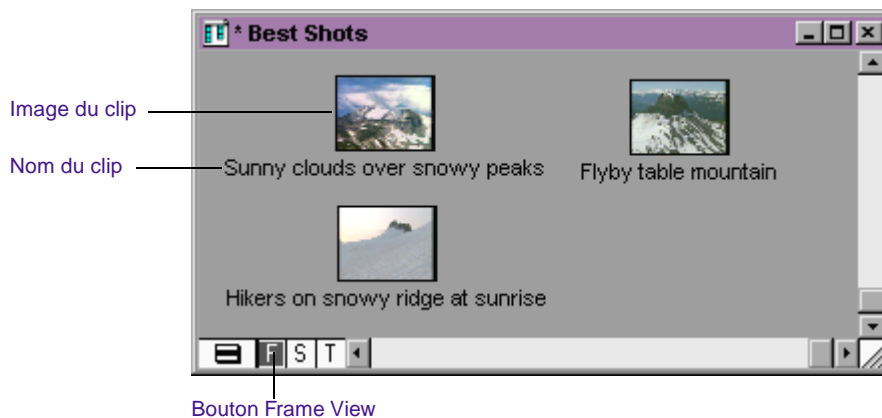 * Best Shots
Image du clip
Nom du clip
Sunny clouds over snowy peaks
Flyby table mountain
Hikers on snowy ridge at sunrise
F S T
Bouton Frame View